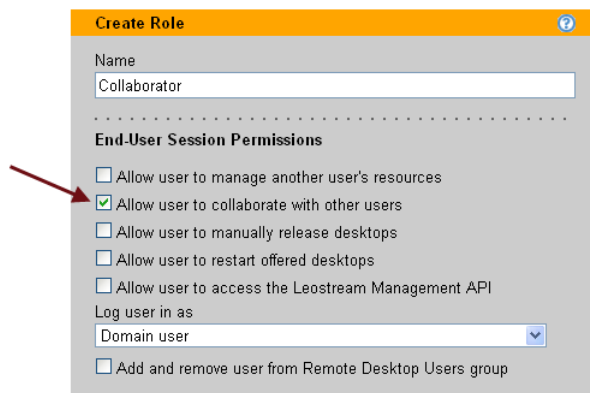 Create Role
?
Name
Collaborator
End-User Session Permissions
Allow user to manage another user's resources
Allow user to collaborate with other users
Allow user to manually release desktops
Allow user to restart offered desktops
Allow user to access the Leostream Management API
Log user in as
Domain user
Add and remove user from Remote Desktop Users group